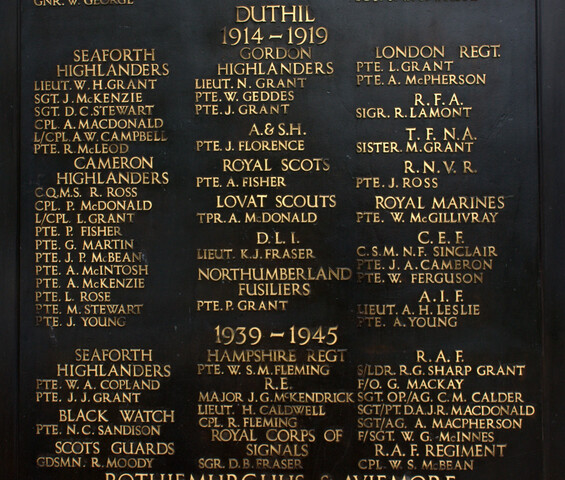 GNR. W. GEORGE
DUTHIL
1914 – 1919
SEAFORTH
HIGHLANDERS
LIEUT. W. H. GRANT
SGT. J. McKENZIE
SGT. D. C. STEWART
CPL. A. MACDONALD
L/CPL. A. W. CAMPBELL
PTE. R. McLEOD
CAMERON
HIGHLANDERS
C.Q.M.S. R. ROSS
CPL. P. McDONALD
L/CPL. L. GRANT
PTE. P. FISHER
PTE. G. MARTIN
PTE. J. P. McBEAN
PTE. A. McINTOSH
PTE. A. McKENZIE
PTE. L. ROSE
PTE. M. STEWART
PTE. J. YOUNG
GORDON
HIGHLANDERS
LIEUT. N. GRANT
PTE. W. GEDDES
PTE. J. GRANT
A. & S.H.
PTE. J. FLORENCE
ROYAL SCOTS
PTE. A. FISHER
LOVAT SCOUTS
TPR. A. McDONALD
D. L. I.
LIEUT. K. J. FRASER
NORTHUMBERLAND
FUSILIERS
PTE. P. GRANT
LONDON REGT.
PTE. L. GRANT
PTE. A. McPHERSON
R. F. A.
SIGR. R. LAMONT
T. F. N. A.
SISTER M. GRANT
R. N. V. R.
PTE. J. ROSS
ROYAL MARINES
PTE. W. McGILLIVRAY
C. E. F.
C.S.M. N. F. SINCLAIR
PTE. J. A. CAMERON
PTE. W. FERGUSON
A. I. F.
LIEUT. A. H. LESLIE
PTE. A. YOUNG
1939 – 1945
SEAFORTH
HIGHLANDERS
PTE. W. A. COPLAND
PTE. J. J. GRANT
BLACK WATCH
PTE. N. C. SANDISON
SCOTS GUARDS
GDSMN. R. MOODY
HAMPSHIRE REGT
PTE. W. S. M. FLEMING
R. E.
MAJOR J. G. McKENDRICK
LIEUT. H. CALDWELL
CPL. R. FLEMING
ROYAL CORPS OF
SIGNALS
SGR. D. B. FRASER
R. A. F.
S/LDR. R. G. SHARP GRANT
F/O. G. MACKAY
SGT. OP./AG. C. M. CALDER
SGT/PT. D. A. J. R. MACDONALD
SGT/AG. A. MACPHERSON
F/SGT. W. G. McINNES
R. A. F. REGIMENT
CPL. W. S. McBEAN
ROTHIEMURCHUS & AVIEMORE